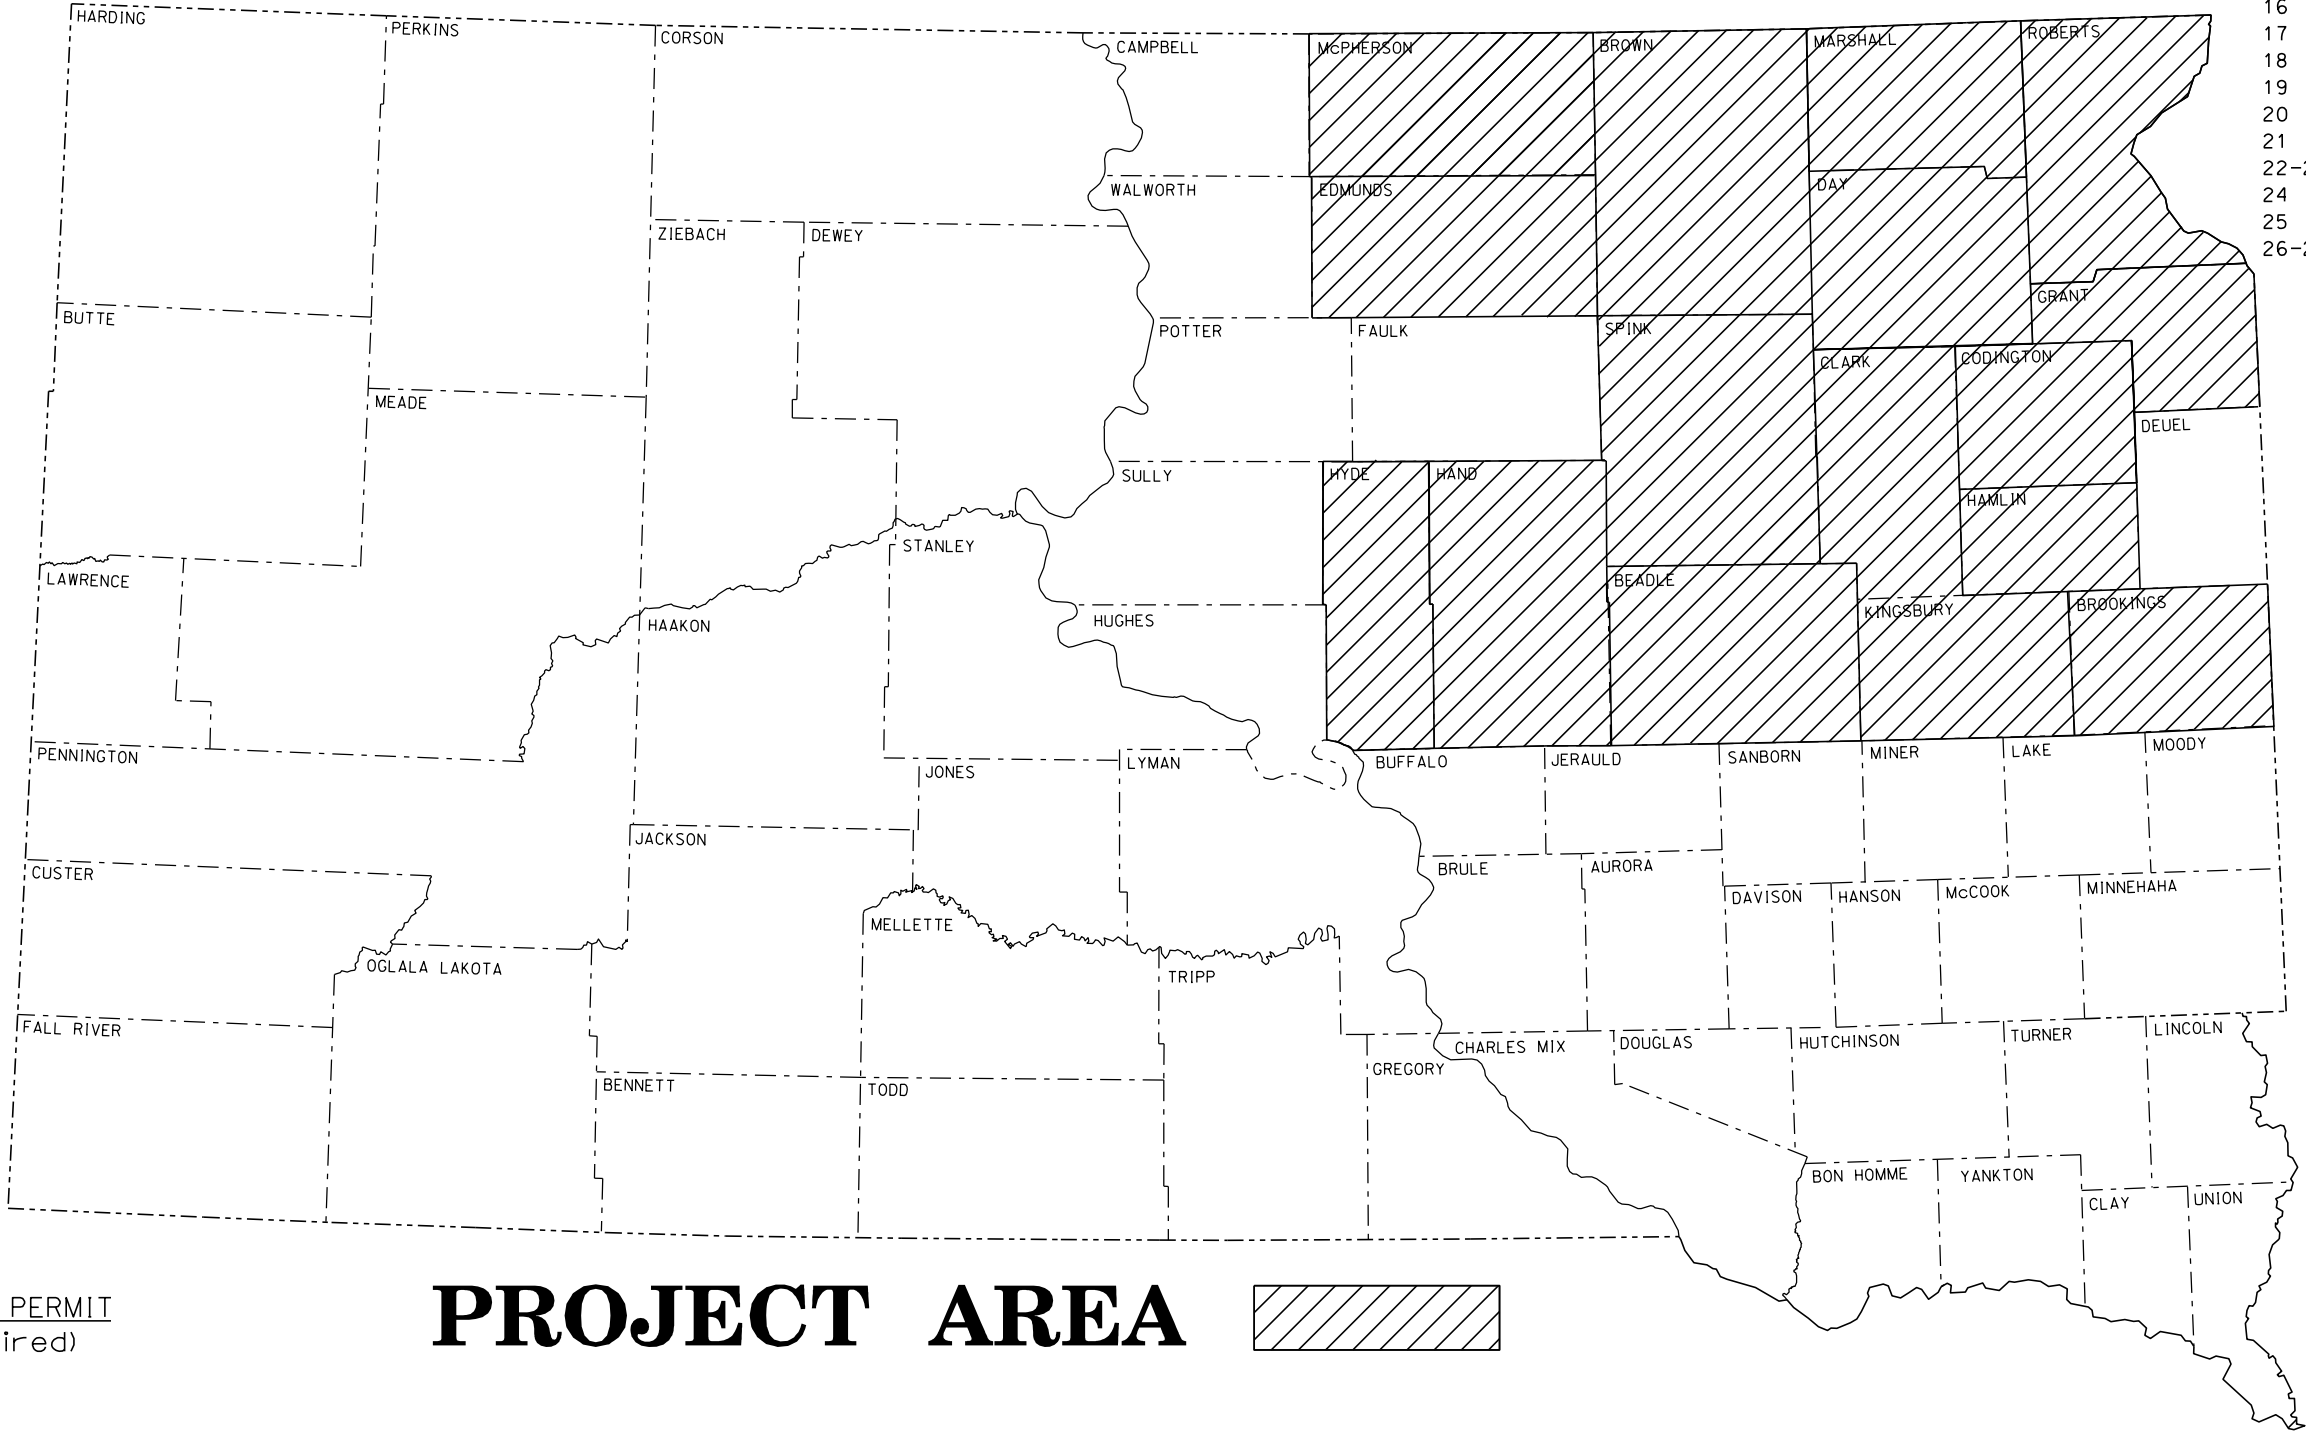 HARDING
PERKINS
CORSON
CAMPBELL
McPHERSON
BROWN
MARSHALL
ROBERTS
16
17
18
19
20
21
22-2
24
25
26-2
WALWORTH
EDMUNDS
DAY
ZIEBACH
DEWEY
GRANT
BUTTE
POTTER
FAULK
SPINK
CLARK
CODINGTON
MEADE
DEUEL
SULLY
HYDE
HAND
HAMLIN
STANLEY
LAWRENCE
BEADLE
HAAKON
HUGHES
KINGSBURY
BROOKINGS
PENNINGTON
JONES
LYMAN
BUFFALO
JERAULD
SANBORN
MINER
LAKE
MOODY
JACKSON
CUSTER
BRULE
AURORA
DAVISON
HANSON
McCOOK
MINNEHAHA
MELLETTE
OGLALA LAKOTA
TRIPP
FALL RIVER
CHARLES MIX
DOUGLAS
HUTCHINSON
TURNER
LINCOLN
GREGORY
BENNETT
TODD
BON HOMME
YANKTON
CLAY
UNION
PERMIT
ired)
PROJECT AREA